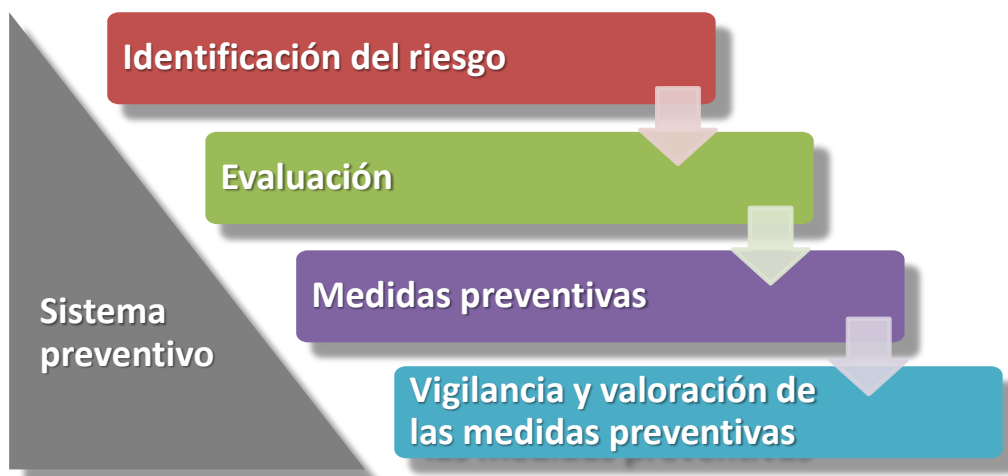 Identificación del riesgo
Evaluación
Medidas preventivas
Sistema
preventivo
Vigilancia y valoración de
las medidas preventivas